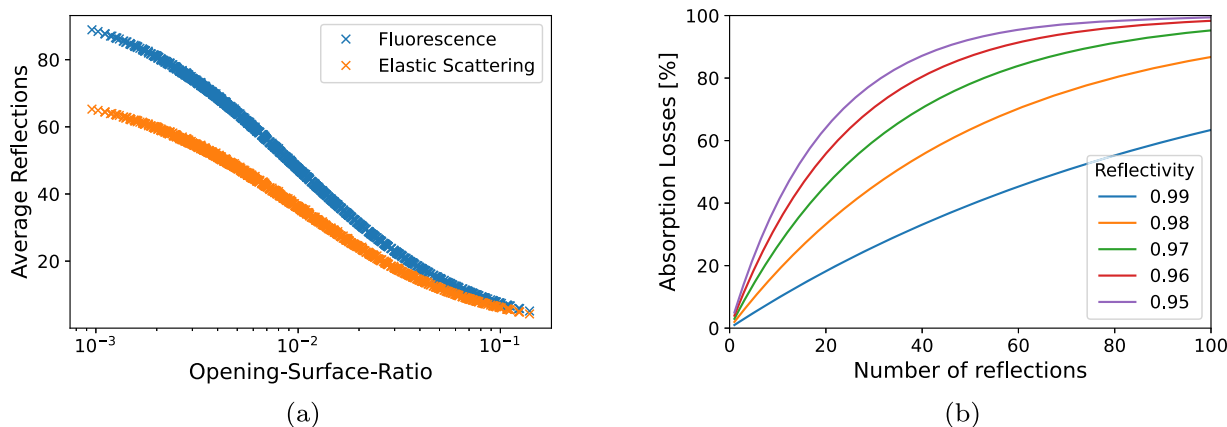 Average Reflections
80
60
40
20
10⁻³
10⁻²
10⁻¹
Opening-Surface-Ratio
Fluorescence
Elastic Scattering
(a)
Absorption Losses [%]
100
80
60
40
20
0
0
20
40
60
80
100
Number of reflections
Reflectivity
0.99
0.98
0.97
0.96
0.95
(b)